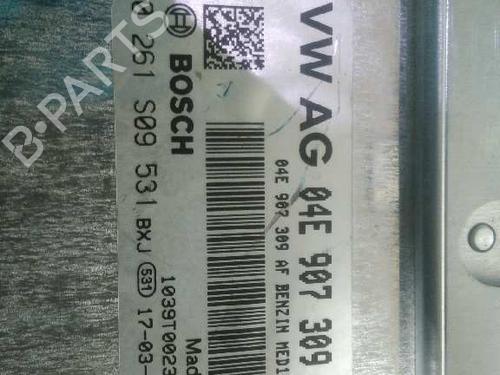 VW AG 04E 907 309
04E 907 309 AF BENZIN MED1
BOSCH
0 261 S09 531 BXJ 531 17-03-
1039T0023
Mad
B-PARTS